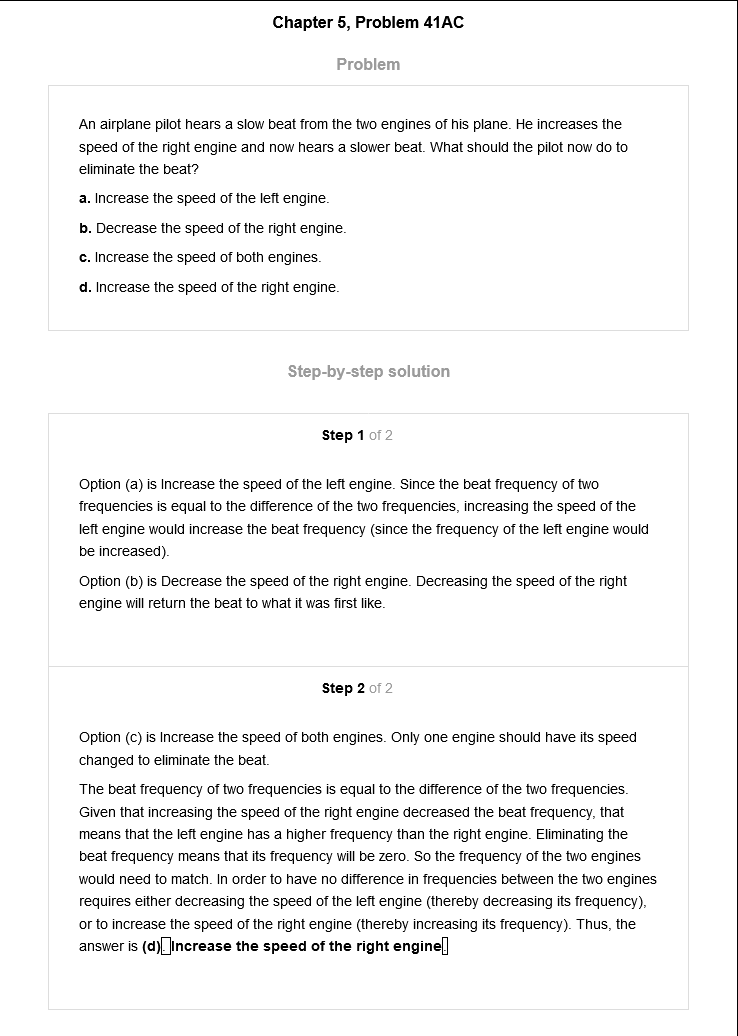 Chapter 5, Problem 41AC
Problem
An airplane pilot hears a slow beat from the two engines of his plane. He increases the
speed of the right engine and now hears a slower beat. What should the pilot now do to
eliminate the beat?
a. Increase the speed of the left engine.
b. Decrease the speed of the right engine.
c. Increase the speed of both engines.
d. Increase the speed of the right engine.
Step-by-step solution
Step 1 of 2
Option (a) is Increase the speed of the left engine. Since the beat frequency of two
frequencies is equal to the difference of the two frequencies, increasing the speed of the
left engine would increase the beat frequency (since the frequency of the left engine would
be increased).
Option (b) is Decrease the speed of the right engine. Decreasing the speed of the right
engine will return the beat to what it was first like.
Step 2 of 2
Option (c) is Increase the speed of both engines. Only one engine should have its speed
changed to eliminate the beat.
The beat frequency of two frequencies is equal to the difference of the two frequencies.
Given that increasing the speed of the right engine decreased the beat frequency, that
means that the left engine has a higher frequency than the right engine. Eliminating the
beat frequency means that its frequency will be zero. So the frequency of the two engines
would need to match. In order to have no difference in frequencies between the two engines
requires either decreasing the speed of the left engine (thereby decreasing its frequency),
or to increase the speed of the right engine (thereby increasing its frequency). Thus, the
answer is (d). Increase the speed of the right engine.